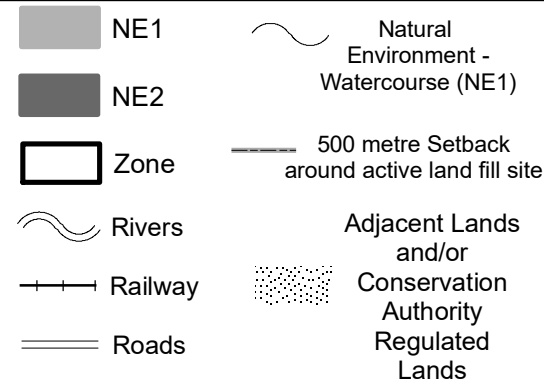 NE1
NE2
Zone
Rivers
Railway
Roads
Natural
Environment -
Watercourse (NE1)
500 metre Setback
around active land fill site
Adjacent Lands
and/or
Conservation
Authority
Regulated
Lands